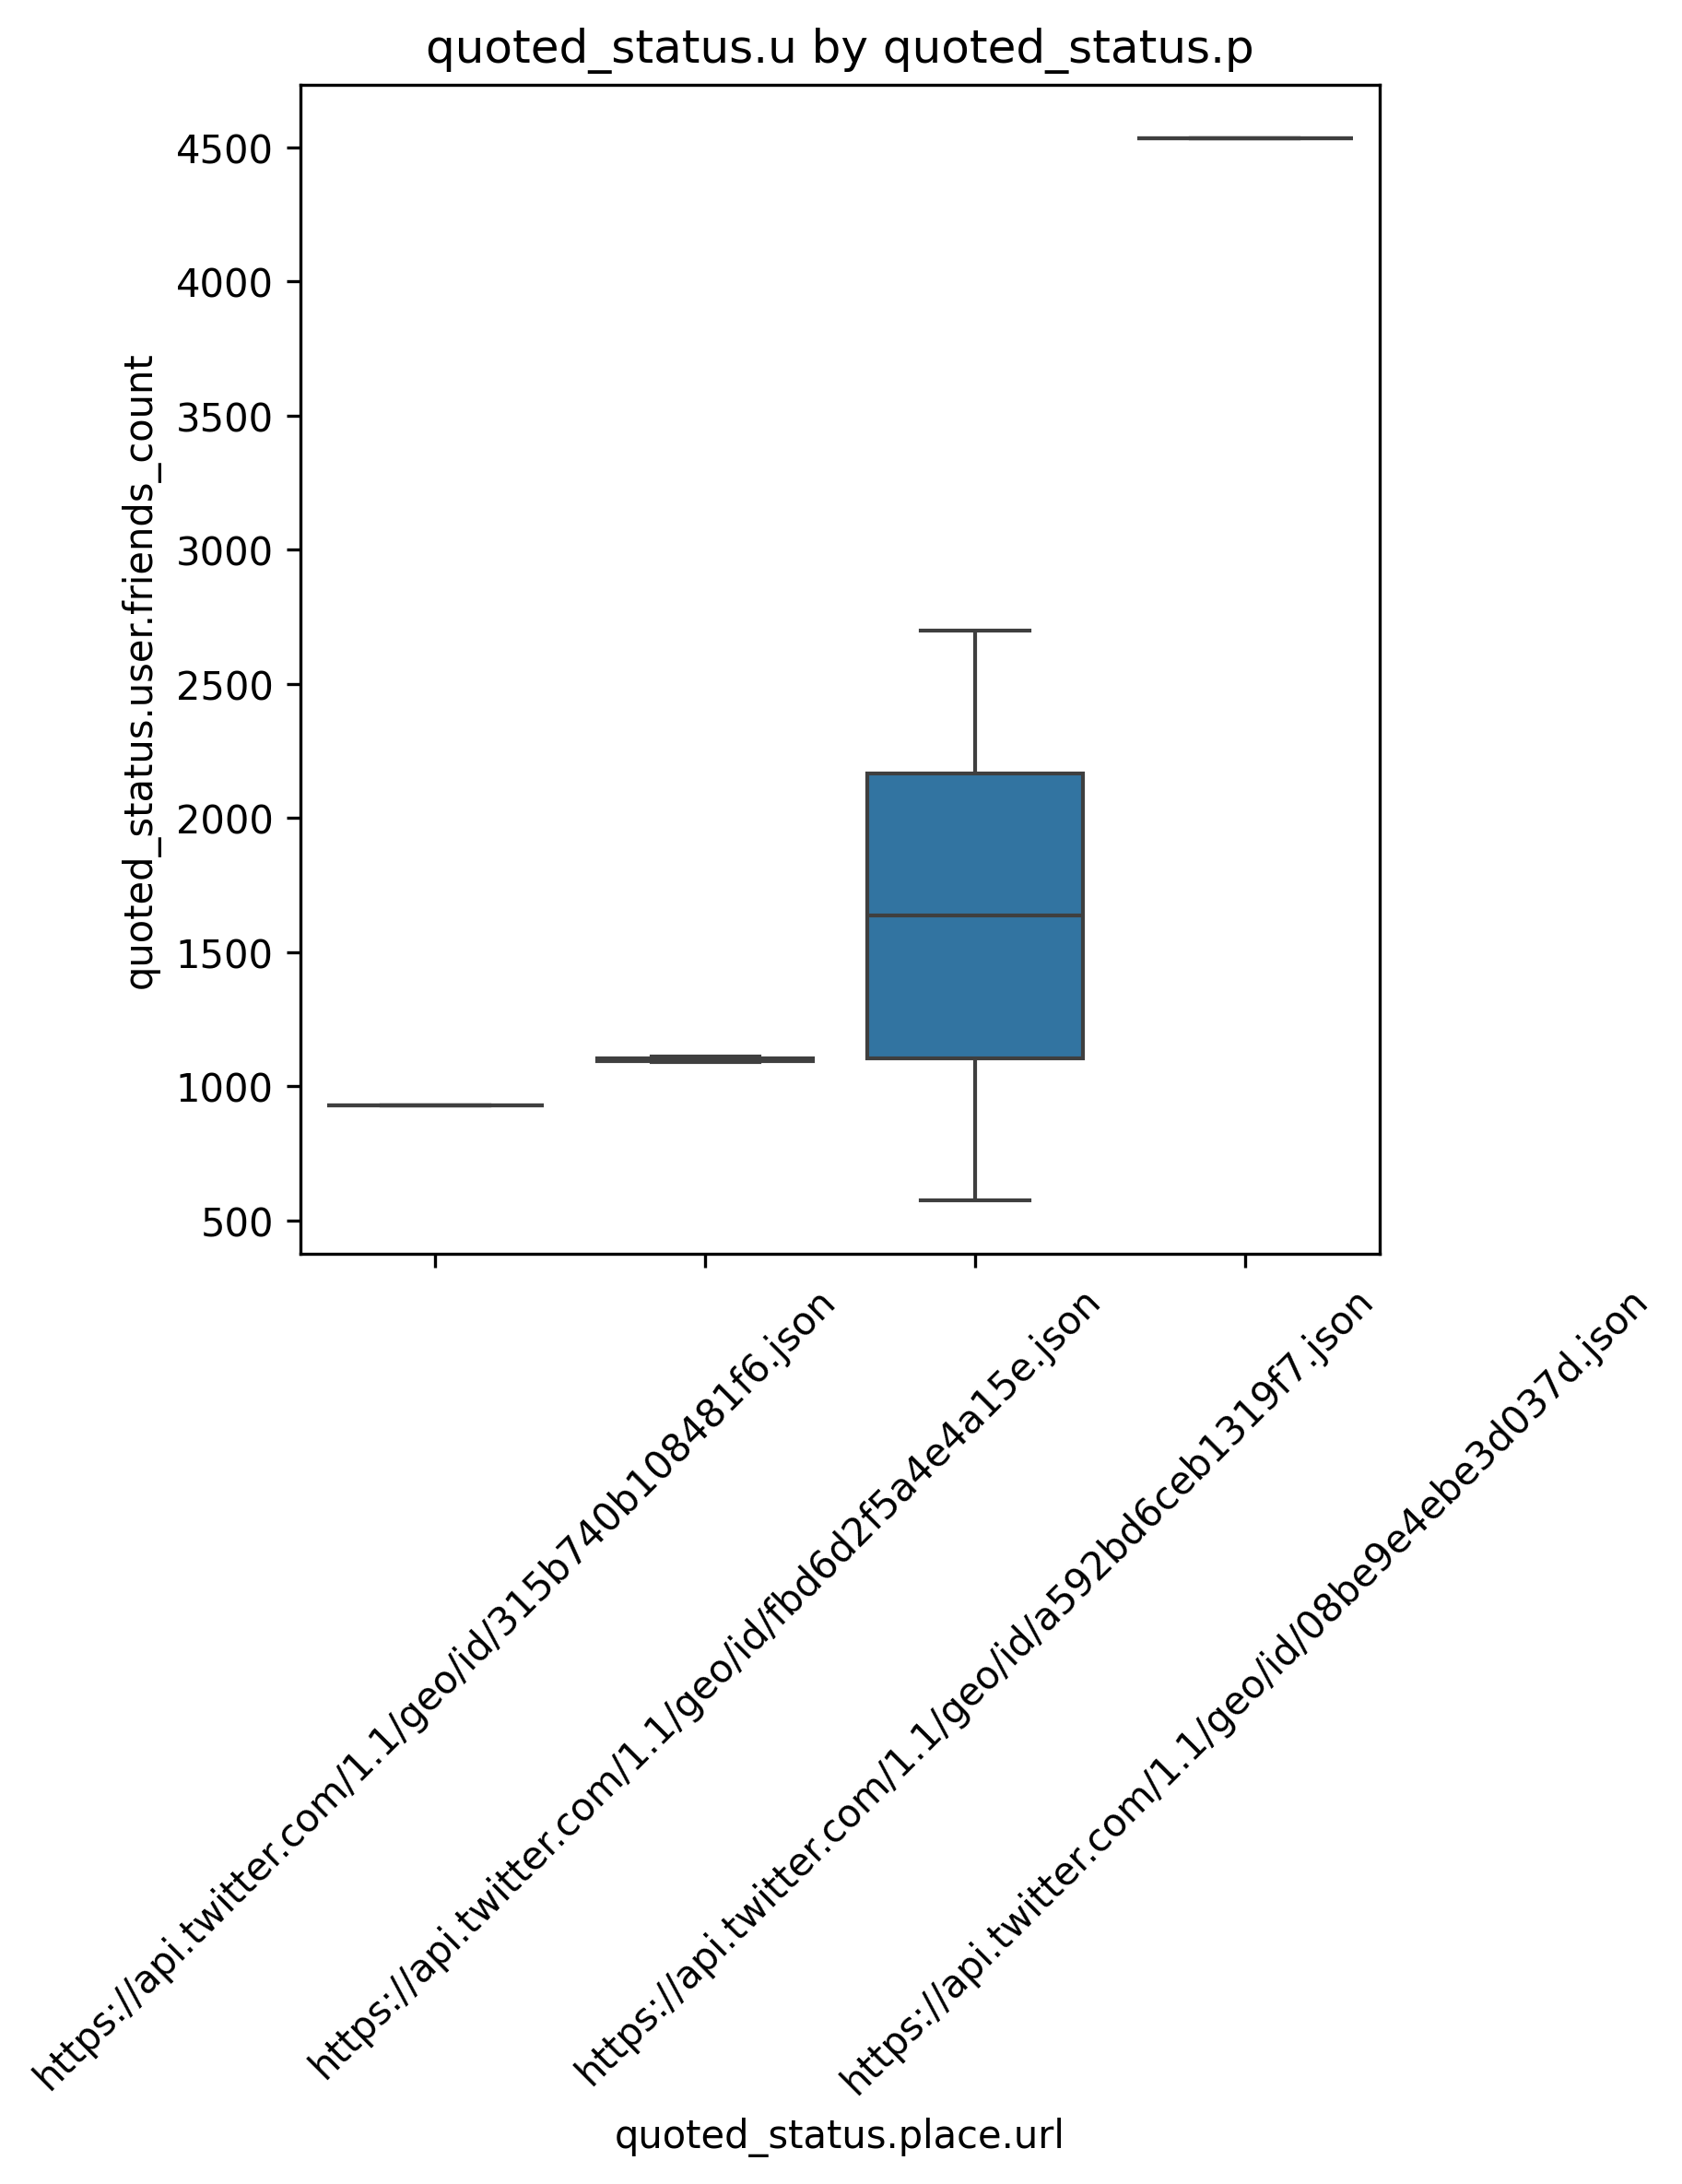 quoted_status.u by quoted_status.p
quoted_status.user.friends_count
4500
4000
3500
3000
2500
2000
1500
1000
500
https://api.twitter.com/1.1/geo/id/315b740b108481f6.json
https://api.twitter.com/1.1/geo/id/fbd6d2f5a4e4a15e.json
https://api.twitter.com/1.1/geo/id/a592bd6ceb1319f7.json
https://api.twitter.com/1.1/geo/id/08be9e4ebe3d037d.json
quoted_status.place.url